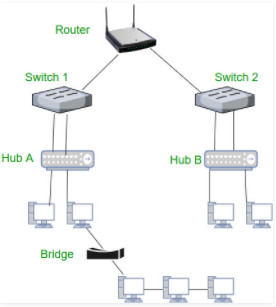 Router
Switch 1
Switch 2
Hub A
Hub B
Bridge